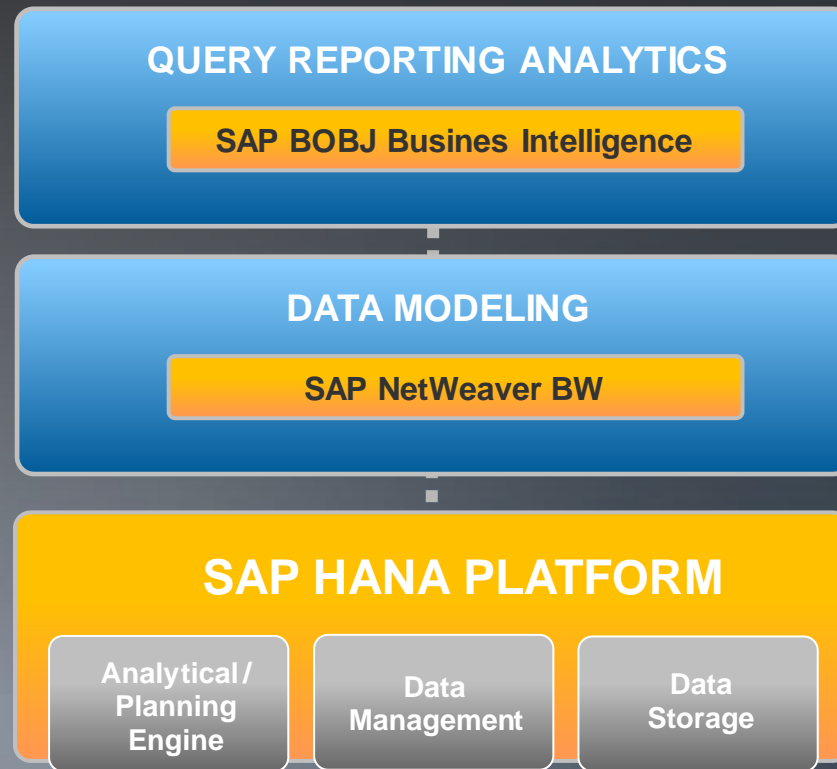 QUERY REPORTING ANALYTICS
SAP BOBJ Busines Intelligence
DATA MODELING
SAP NetWeaver BW
SAP HANA PLATFORM
Analytical /
Planning
Engine
Data
Management
Data
Storage